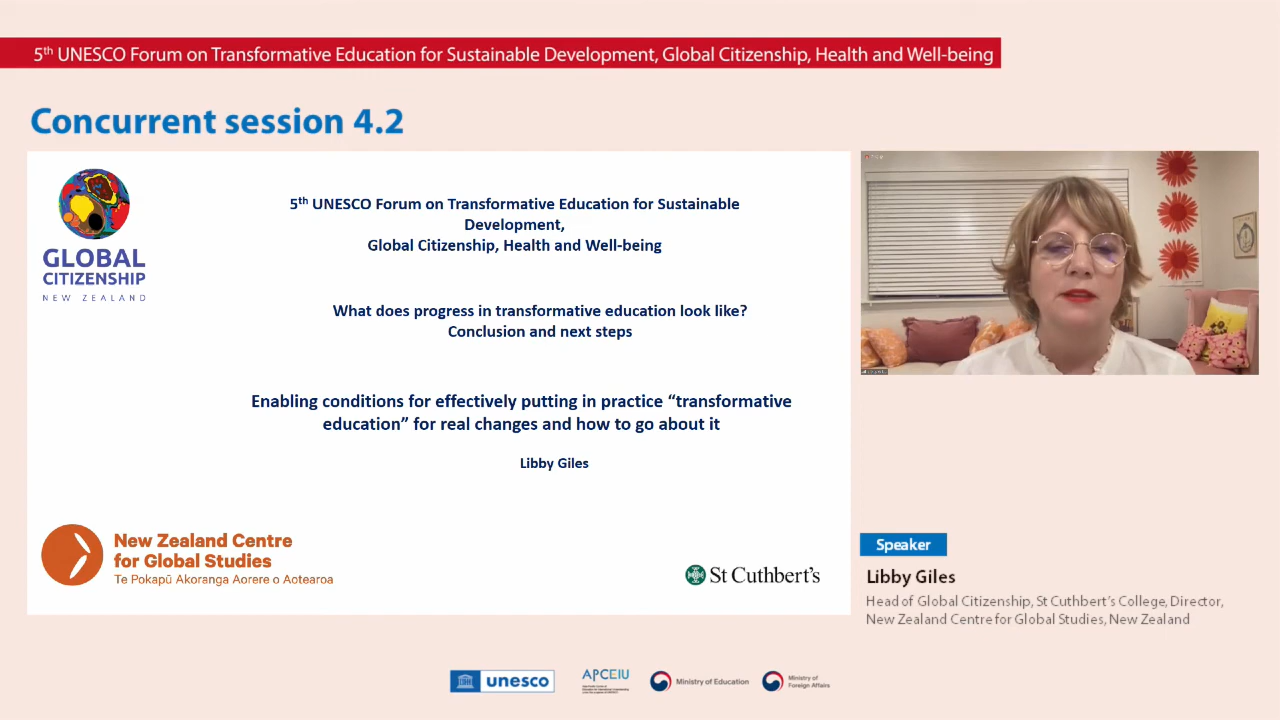 5th UNESCO Forum on Transformative Education for Sustainable Development, Global Citizenship, Health and Well-being
Concurrent session 4.2
GLOBAL
CITIZENSHIP
NEW ZEALAND
5th UNESCO Forum on Transformative Education for Sustainable
Development,
Global Citizenship, Health and Well-being
What does progress in transformative education look like?
Conclusion and next steps
Enabling conditions for effectively putting in practice “transformative
education” for real changes and how to go about it
Libby Giles
New Zealand Centre
for Global Studies
Te Pokapū Akoranga Aorere o Aotearoa
St Cuthbert's
Speaker
Libby Giles
Head of Global Citizenship, St Cuthbert's College, Director,
New Zealand Centre for Global Studies, New Zealand
unesco
APCEIU
Ministry of Education
Ministry of
Foreign Affairs